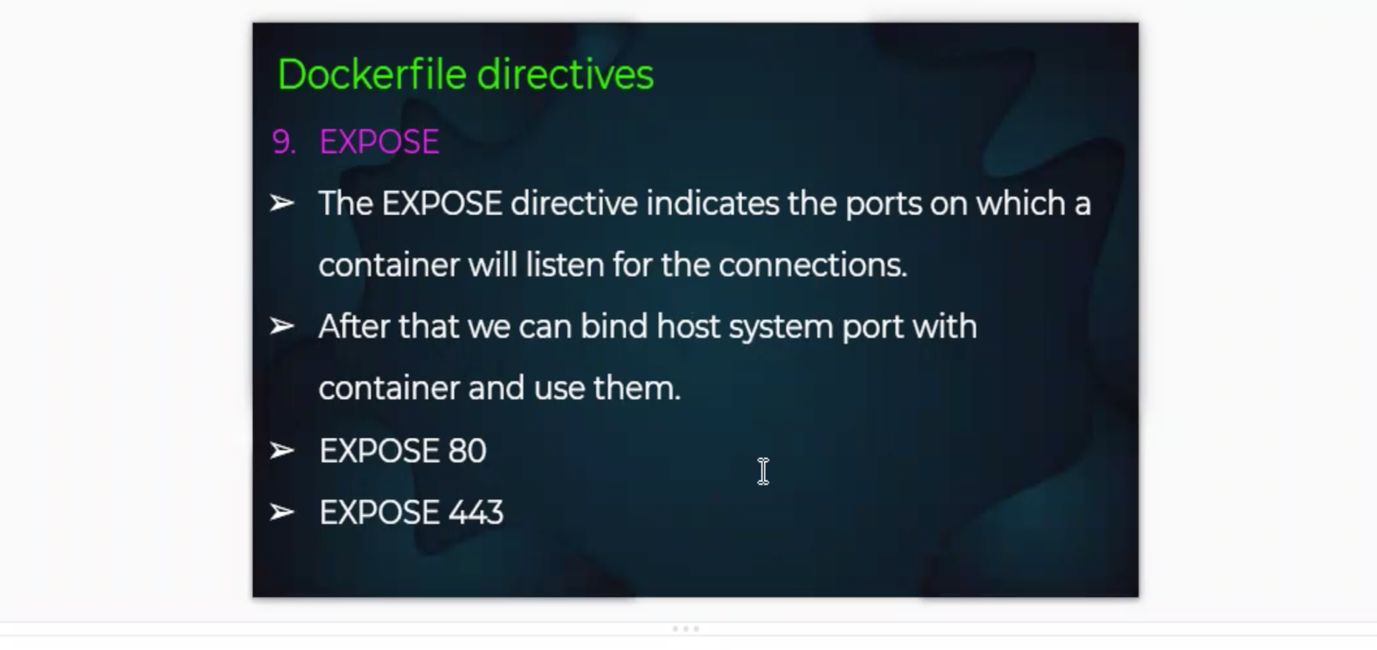 Dockerfile directives
9. EXPOSE
➢ The EXPOSE directive indicates the ports on which a
container will listen for the connections.
➢ After that we can bind host system port with
container and use them.
➢ EXPOSE 80
➢ EXPOSE 443